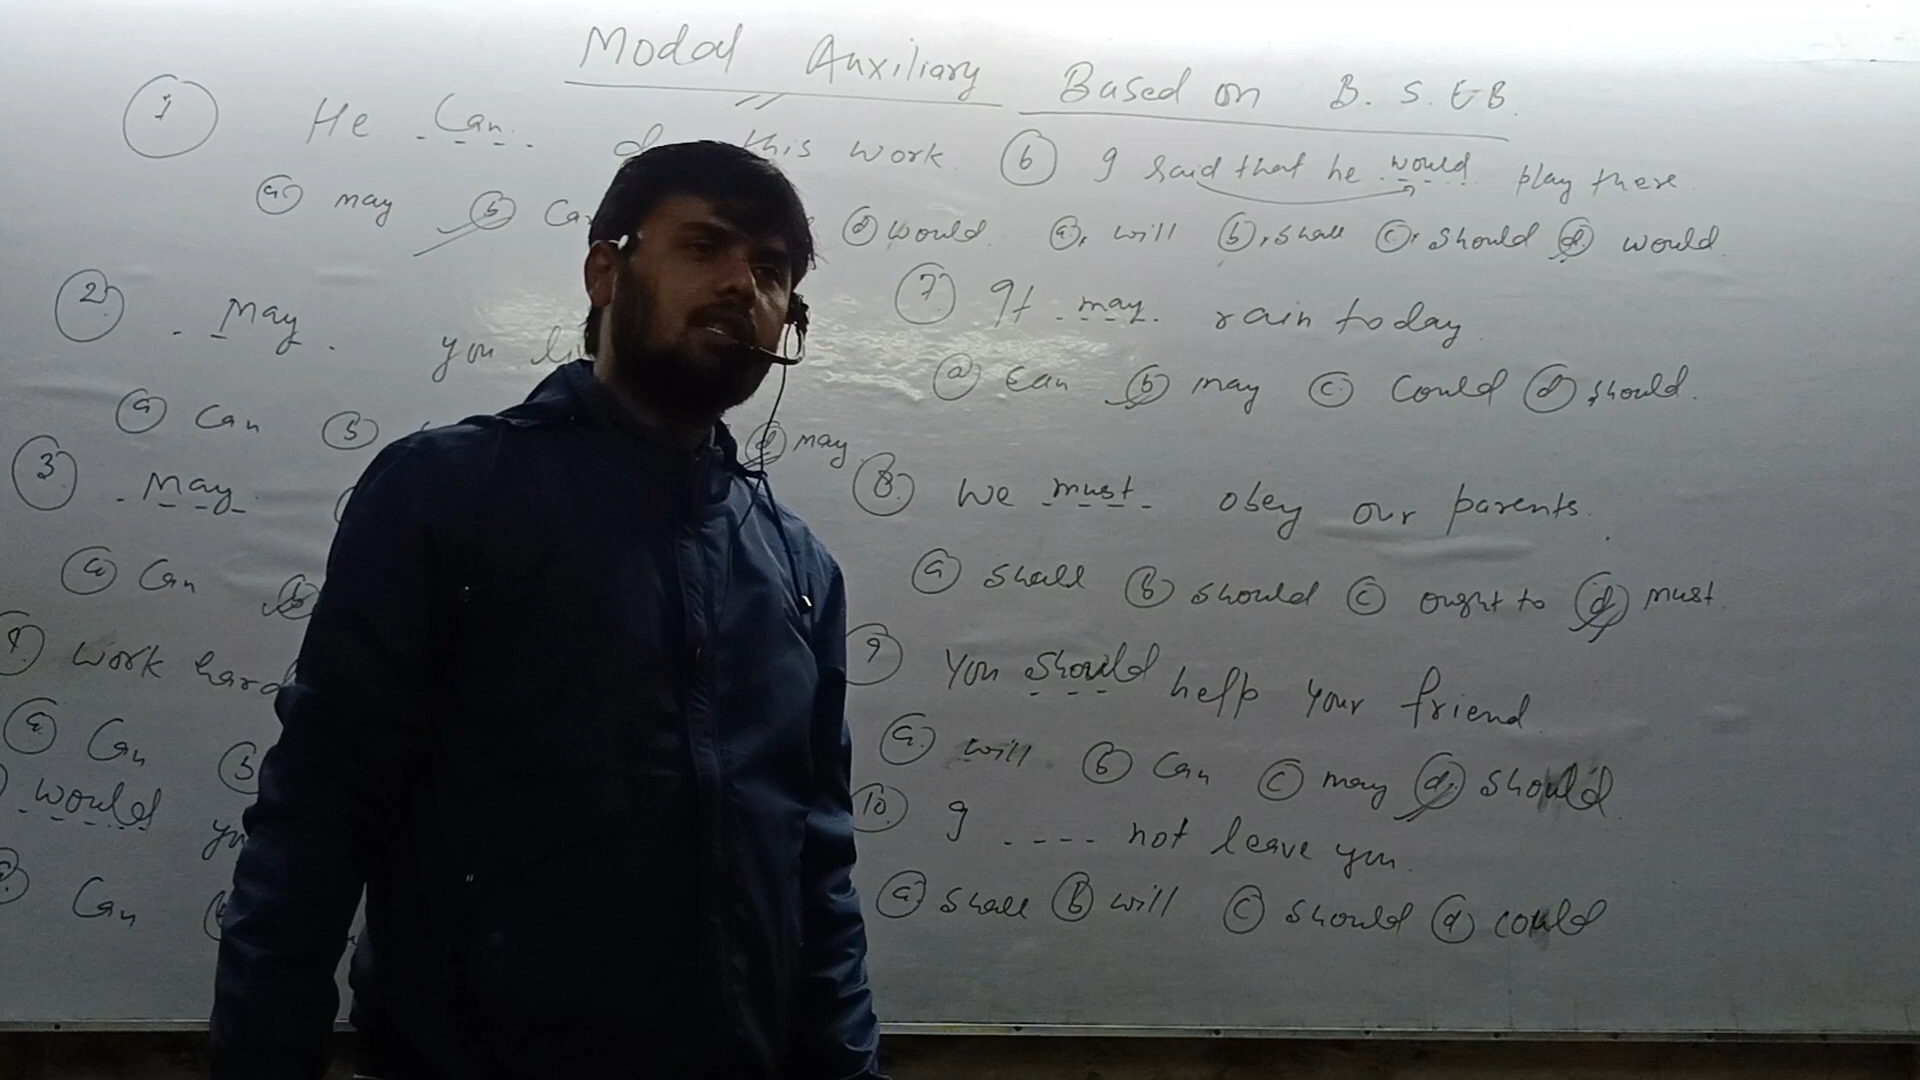 Modal Auxiliary Based on B. S. E B.
1 He Can this work.
a may b d would.
2 May you
a Can b d may
3 May
a Can b
4. work hard
a Can b
would
Can
6 I said that he would play there
a, will b, shall c, should d would.
7. It may rain today.
a can b may c could d should.
8. we must obey our parents.
a shall b should c ought to d must.
9 you should help your friend
a. will b can c may d. should
10. I ---- not leave you.
a shall b will c should d could